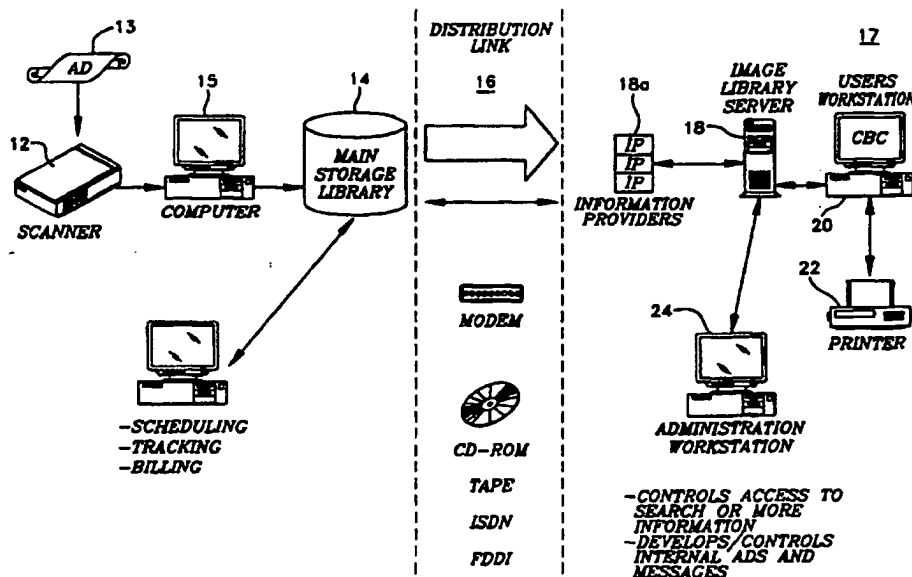 13
AD
12
SCANNER
15
COMPUTER
14
MAIN
STORAGE
LIBRARY
-SCHEDULING
-TRACKING
-BILLING
DISTRIBUTION
LINK
16
MODEM
CD-ROM
TAPE
ISDN
FDDI
17
18a
IP
IP
IP
INFORMATION
PROVIDERS
IMAGE
LIBRARY
SERVER
18
USERS
WORKSTATION
CBC
20
22
PRINTER
24
ADMINISTRATION
WORKSTATION
-CONTROLS ACCESS TO
SEARCH OR MORE
INFORMATION
-DEVELOPS/CONTROLS
INTERNAL ADS AND
MESSAGES